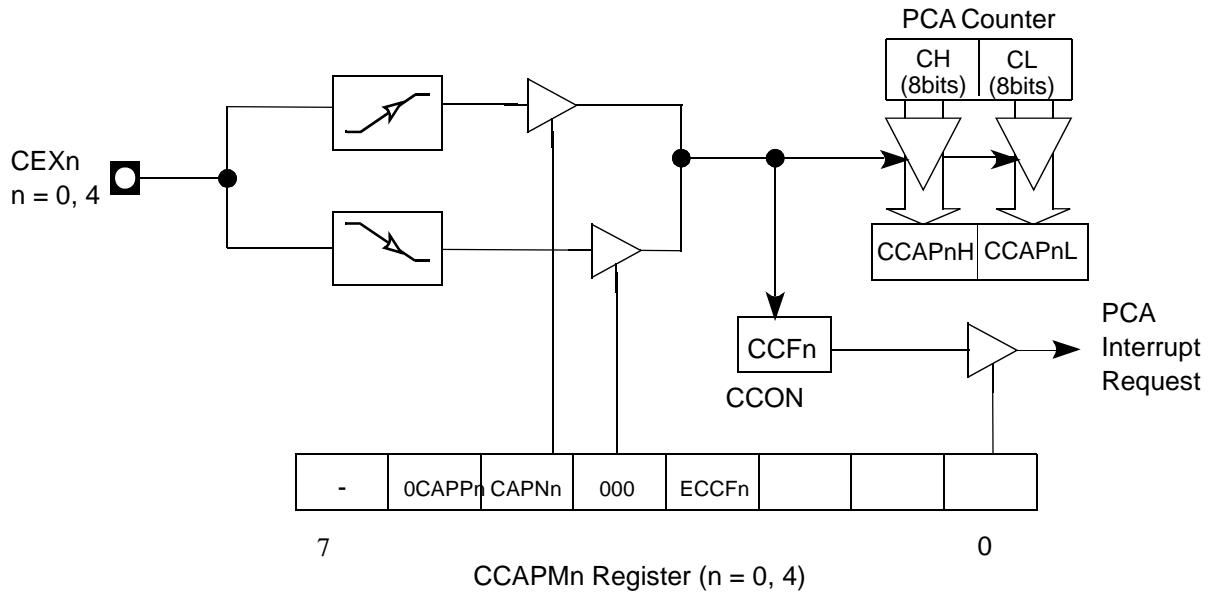 PCA Counter
CH
(8bits)
CL
(8bits)
CEXn
n = 0, 4
CCAPnH
CCAPnL
CCFn
CCON
PCA
Interrupt
Request
-
0CAPPn
CAPNn
000
ECCFn
7
0
CCAPMn Register (n = 0, 4)